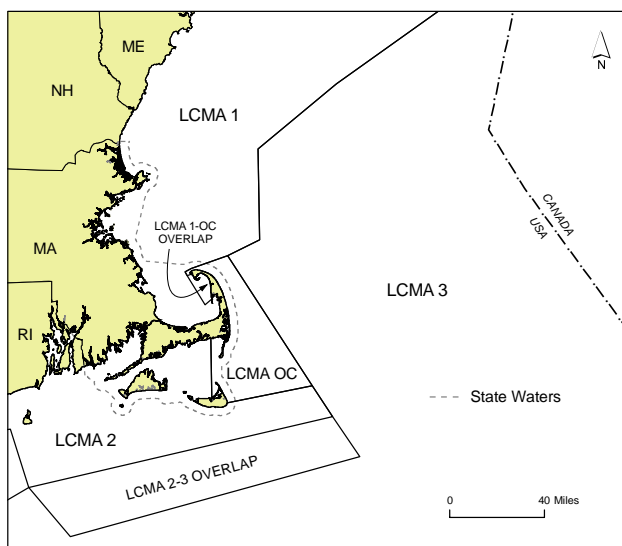 ME
N
NH
LCMA 1
CANADA
USA
LCMA 1-OC
OVERLAP
MA
LCMA 3
RI
LCMA OC
State Waters
LCMA 2
LCMA 2-3 OVERLAP
0 40 Miles